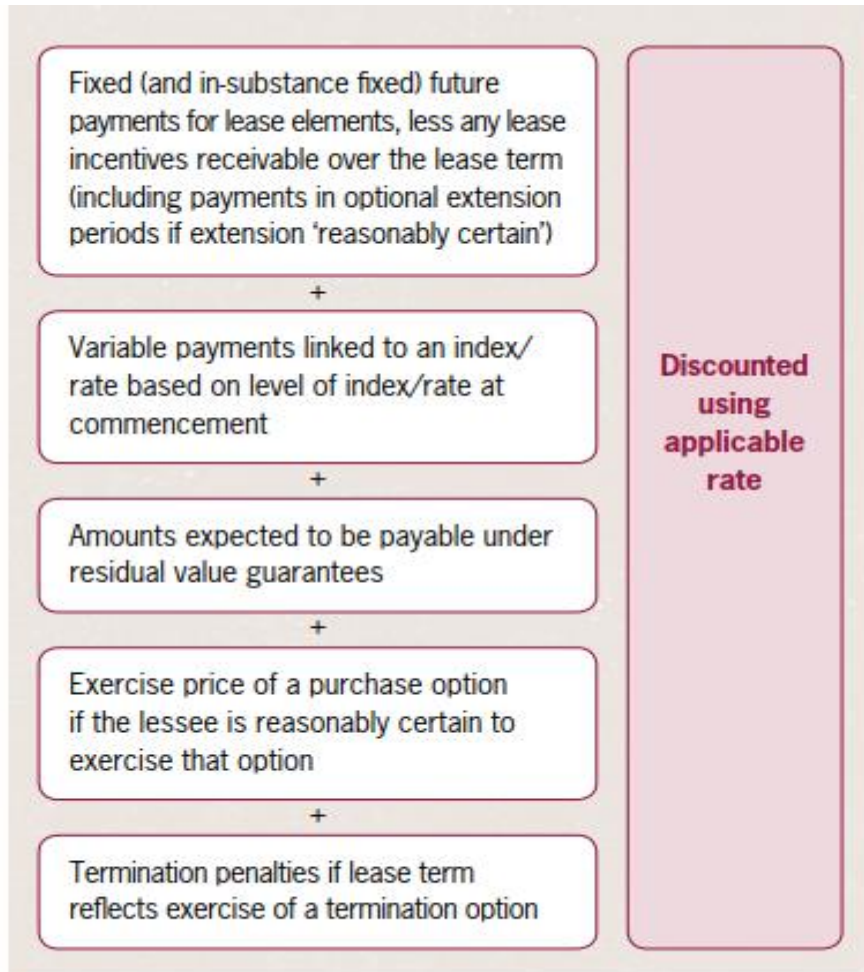 Fixed (and in-substance fixed) future
payments for lease elements, less any lease
incentives receivable over the lease term
(including payments in optional extension
periods if extension ‘reasonably certain’)
+
Variable payments linked to an index/
rate based on level of index/rate at
commencement
+
Amounts expected to be payable under
residual value guarantees
+
Exercise price of a purchase option
if the lessee is reasonably certain to
exercise that option
+
Termination penalties if lease term
reflects exercise of a termination option
Discounted
using
applicable
rate